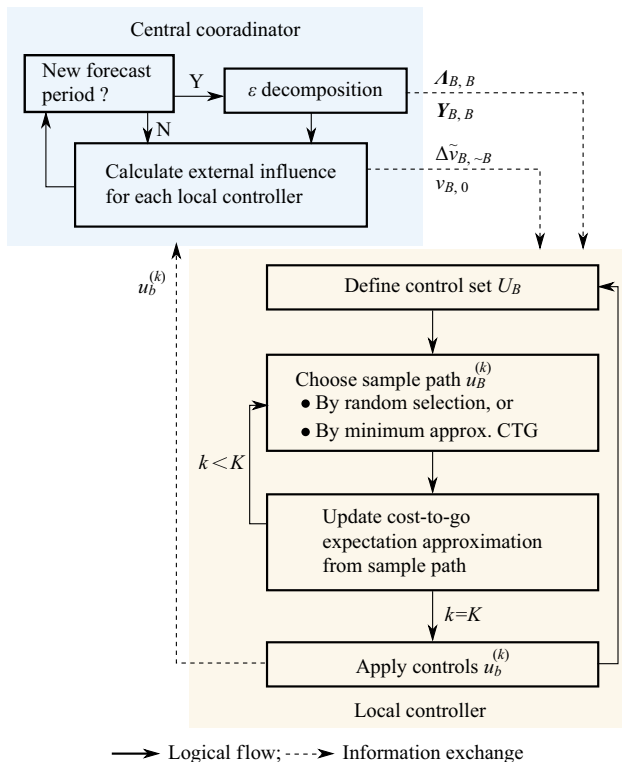 Central cooradinator
New forecast
period ?
Y
ε decomposition
Λ_{B, B}
Y_{B, B}
N
Calculate external influence
for each local controller
Δṽ_{B, ~B}
v_{B, 0}
u_b^{(k)}
Define control set U_B
Choose sample path u_B^{(k)}
• By random selection, or
• By minimum approx. CTG
k < K
Update cost-to-go
expectation approximation
from sample path
k=K
Apply controls u_b^{(k)}
Local controller
Logical flow; Information exchange